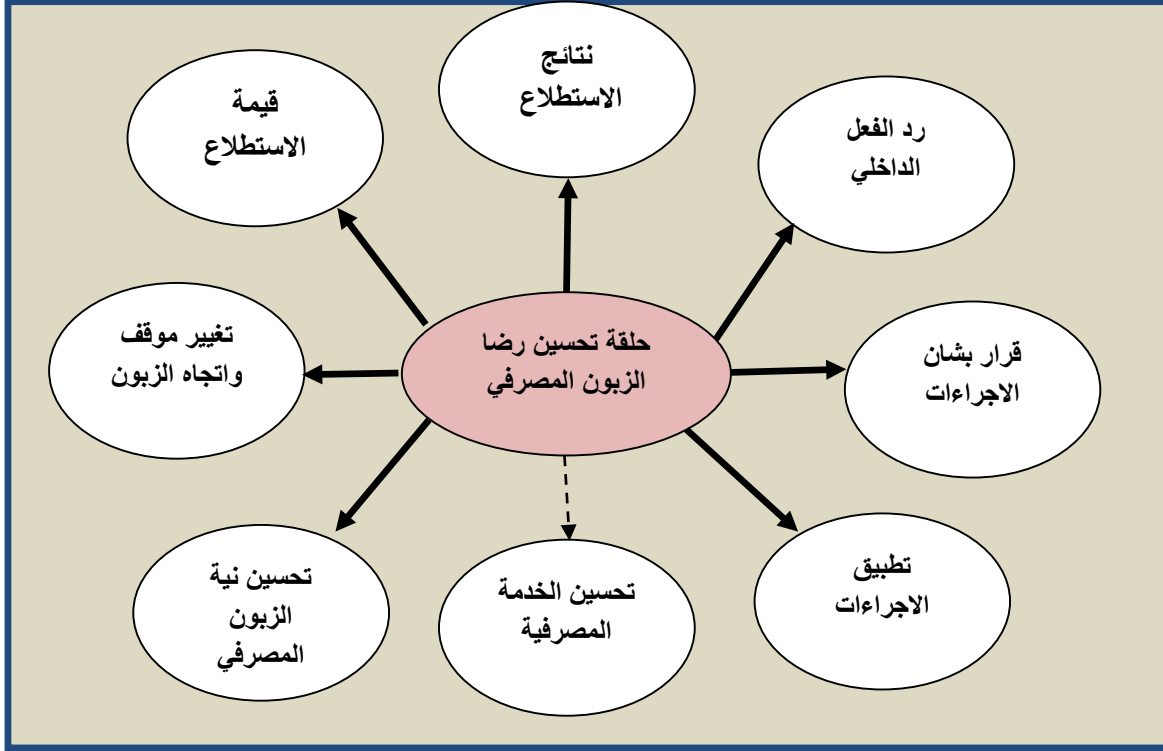 نتائج
الاستطلاع
رد الفعل
الداخلي
قرار بشان
الاجراءات
تطبيق
الاجراءات
تحسين الخدمة
المصرفية
تحسين نية
الزبون
المصرفي
تغيير موقف
واتجاه الزبون
قيمة
الاستطلاع
حلقة تحسين رضا
الزبون المصرفي